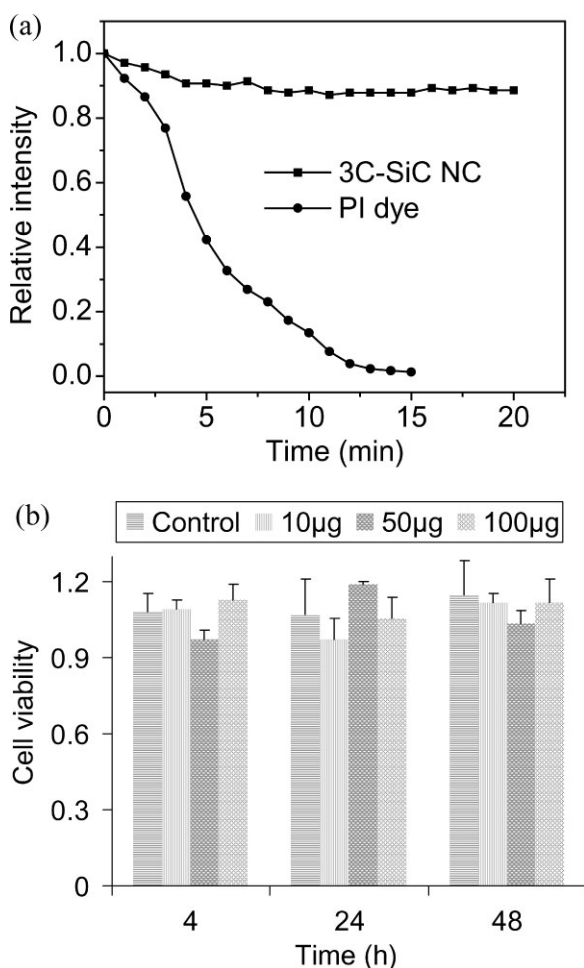 (a)
1.0
0.8
0.6
0.4
0.2
0.0
Relative intensity
3C-SiC NC
PI dye
0 5 10 15 20
Time (min)
(b)
Control 10µg 50µg 100µg
1.2
0.9
0.6
0.3
0
Cell viability
4 24 48
Time (h)